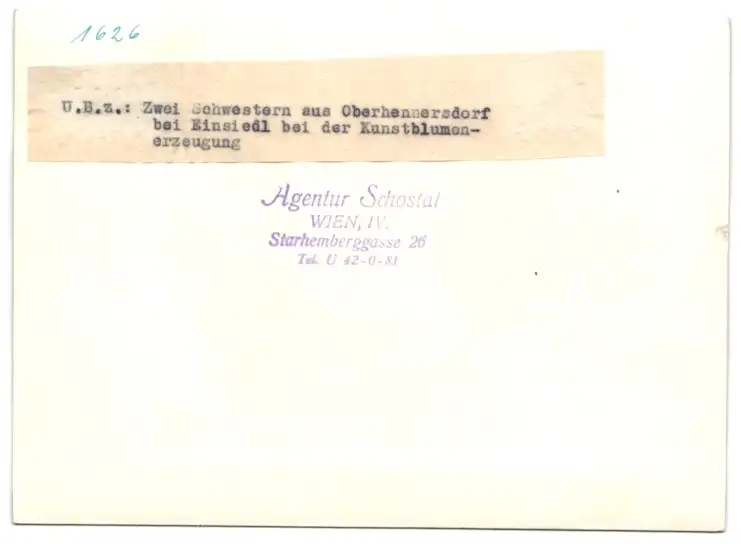 1626
U.B.z.: Zwei Schwestern aus Oberhennersdorf
bei Einsiedl bei der Kunstblumen-
erzeugung
Agentur Schostal
WIEN, IV.
Starhemberggasse 26
Tel. U 42-0-81